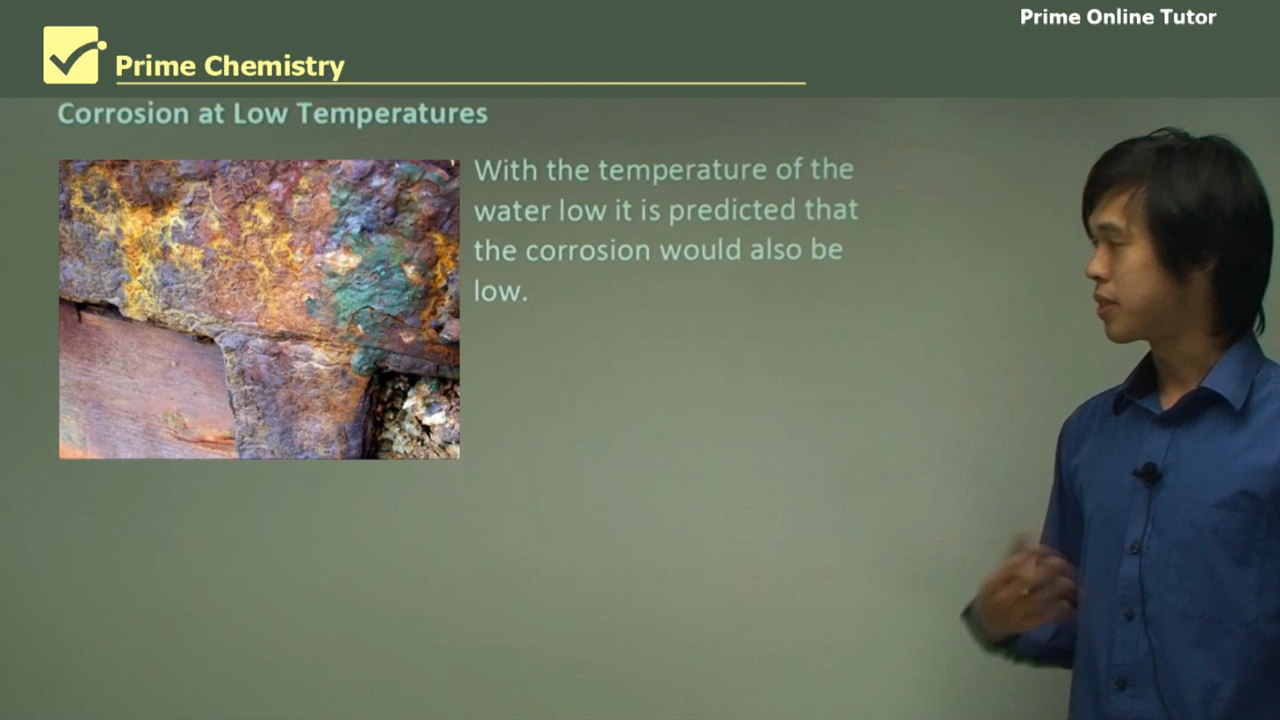 Prime Online Tutor
Prime Chemistry
Corrosion at Low Temperatures
With the temperature of the
water low it is predicted that
the corrosion would also be
low.